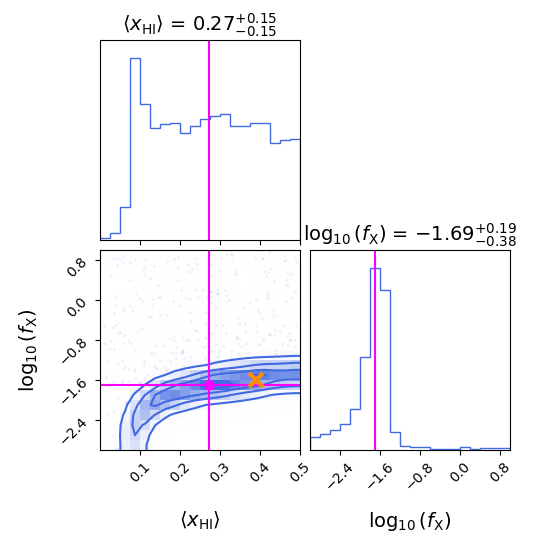 ⟨x_HI⟩ = 0.27^{+0.15}_{−0.15}
log₁₀(f_X) = −1.69^{+0.19}_{−0.38}
0.8
0.0
−0.8
−1.6
−2.4
log₁₀(f_X)
0.1 0.2 0.3 0.4 0.5
−2.4 −1.6 −0.8 0.0 0.8
⟨x_HI⟩
log₁₀(f_X)